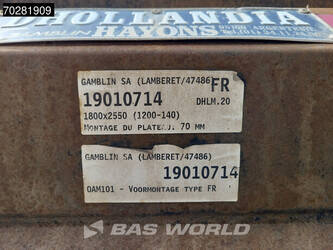 70281909
DHOLLANDIA
HAYONS
GAMBLIN SA (LAMBERET/47486)
FR
19010714
DHLM.20
1800x2550 (1200-140)
MONTAGE DU PLATEAU. 70 MM
GAMBLIN SA (LAMBERET/47486)
19010714
OAM101 - VOORMONTAGE TYPE FR
BAS WORLD